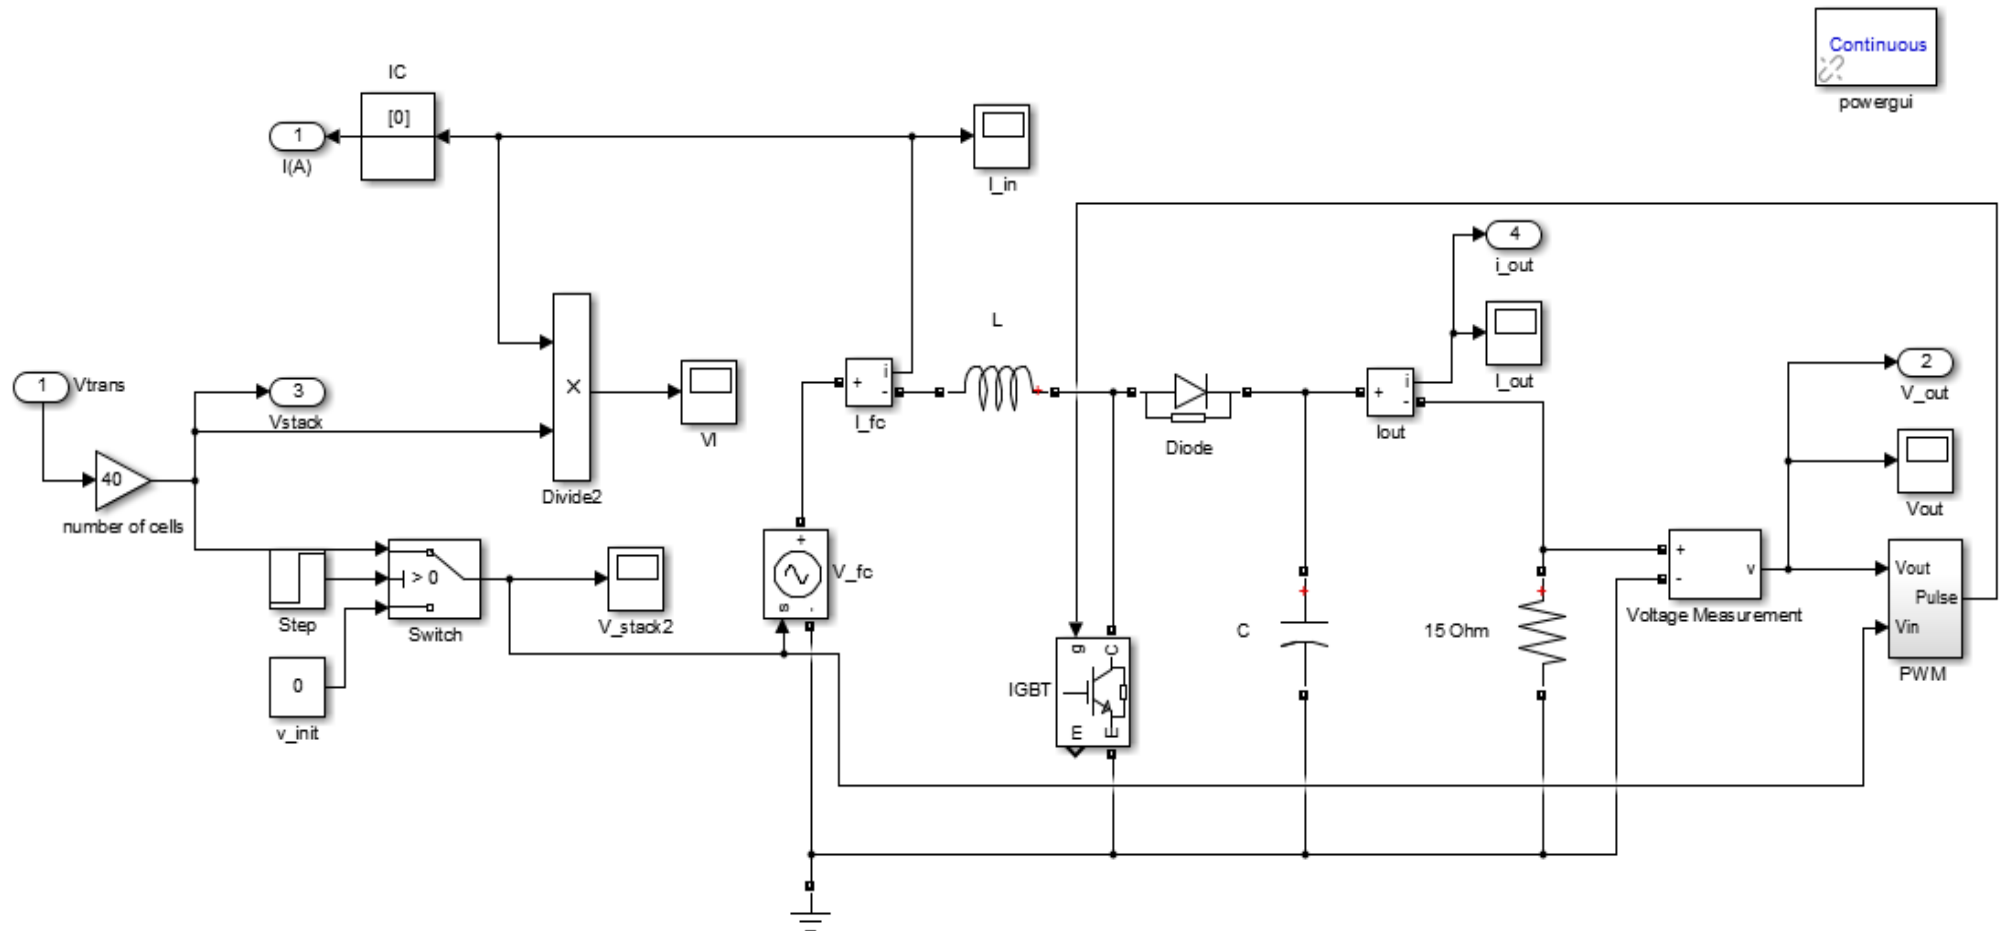 Continuous
powergui
IC
[0]
1
I(A)
I_in
4
i_out
I_out
L
1
Vtrans
3
Vstack
×
VI
Divide2
40
number of cells
+
i
-
I_fc
Diode
+
i
-
Iout
2
V_out
Vout
> 0
Step
Switch
V_stack2
+
s
-
V_fc
0
v_init
IGBT
g
C
m
E
C
15 Ohm
+
-
v
Voltage Measurement
Vout
Pulse
Vin
PWM